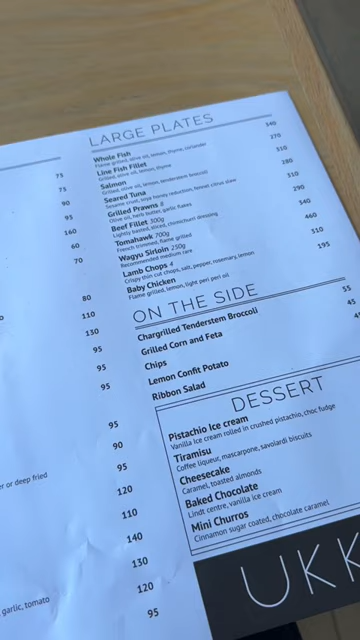 75
75
90
95
160
60
70
80
110
130
95
95
95
95
90
95
er or deep fried
120
110
140
130
120
garlic, tomato
95
LARGE PLATES
Whole Fish 340
Flame grilled, olive oil, lemon, thyme, coriander
Line Fish Fillet 270
Grilled, olive oil, lemon, thyme
Salmon 310
Grilled, olive oil, lemon, tenderstem broccoli
Seared Tuna 280
Sesame crust, soya honey reduction, fennel citrus slaw
Grilled Prawns 8 310
Olive oil, herb butter, garlic flakes
Beef Fillet 300g 290
Lightly basted, sliced, chimichurri dressing
Tomahawk 700g 340
French trimmed, flame grilled
Wagyu Sirloin 250g 460
Recommended medium rare
Lamb Chops 4 310
Crispy thin cut chops, salt, pepper, rosemary, lemon
Baby Chicken 195
Flame grilled, lemon, light peri peri oil
ON THE SIDE
Chargrilled Tenderstem Broccoli 55
Grilled Corn and Feta 45
Chips
Lemon Confit Potato
Ribbon Salad
DESSERT
Pistachio Ice cream
Vanilla ice cream rolled in crushed pistachio, choc fudge
Tiramisu
Coffee liqueur, mascarpone, savoiardi biscuits
Cheesecake
Caramel, toasted almonds
Baked Chocolate
Lindt centre, vanilla ice cream
Mini Churros
Cinnamon sugar coated, chocolate caramel
UKK